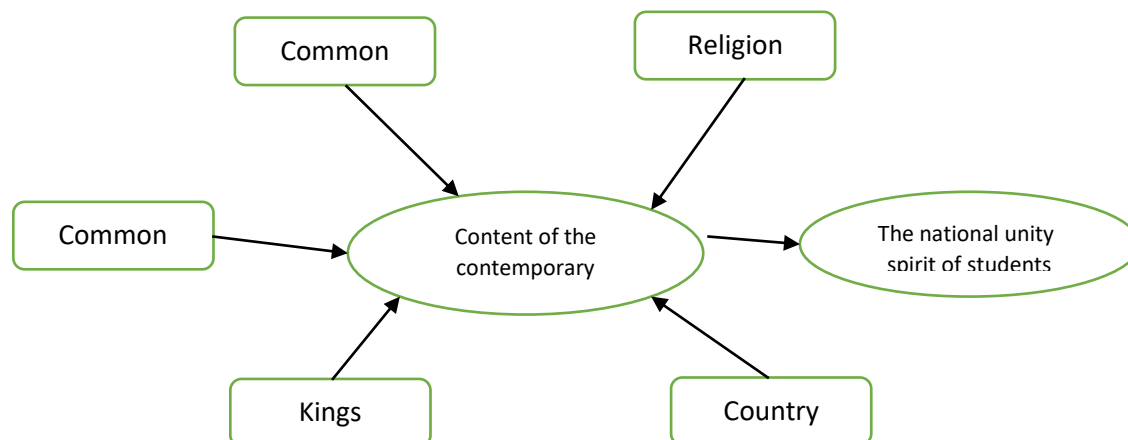 Common
Religion
Common
Content of the
contemporary
The national unity
spirit of students
Kings
Country